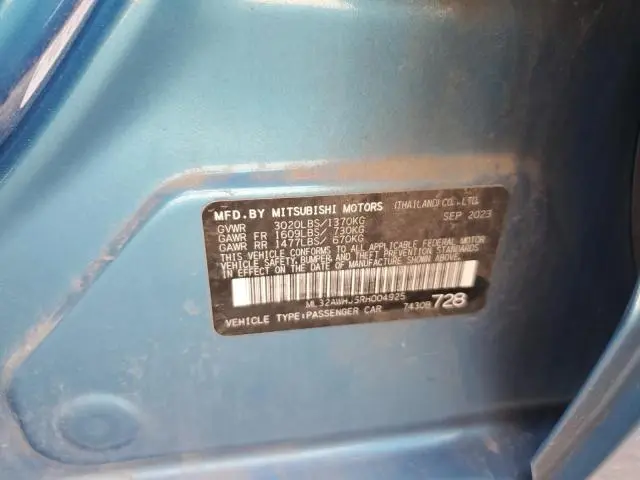 MFD.BY MITSUBISHI MOTORS (THAILAND) CO., LTD.
GVWR 3020LBS/1370KG SEP 2023
GAWR FR 1609LBS/ 730KG
GAWR RR 1477LBS/ 670KG
THIS VEHICLE CONFORMS TO ALL APPLICABLE FEDERAL MOTOR
VEHICLE SAFETY, BUMPER, AND THEFT PREVENTION STANDARDS
IN EFFECT ON THE DATE OF MANUFACTURE SHOWN ABOVE.
ML32AWHJ5RH004925
VEHICLE TYPE:PASSENGER CAR 7430B 728